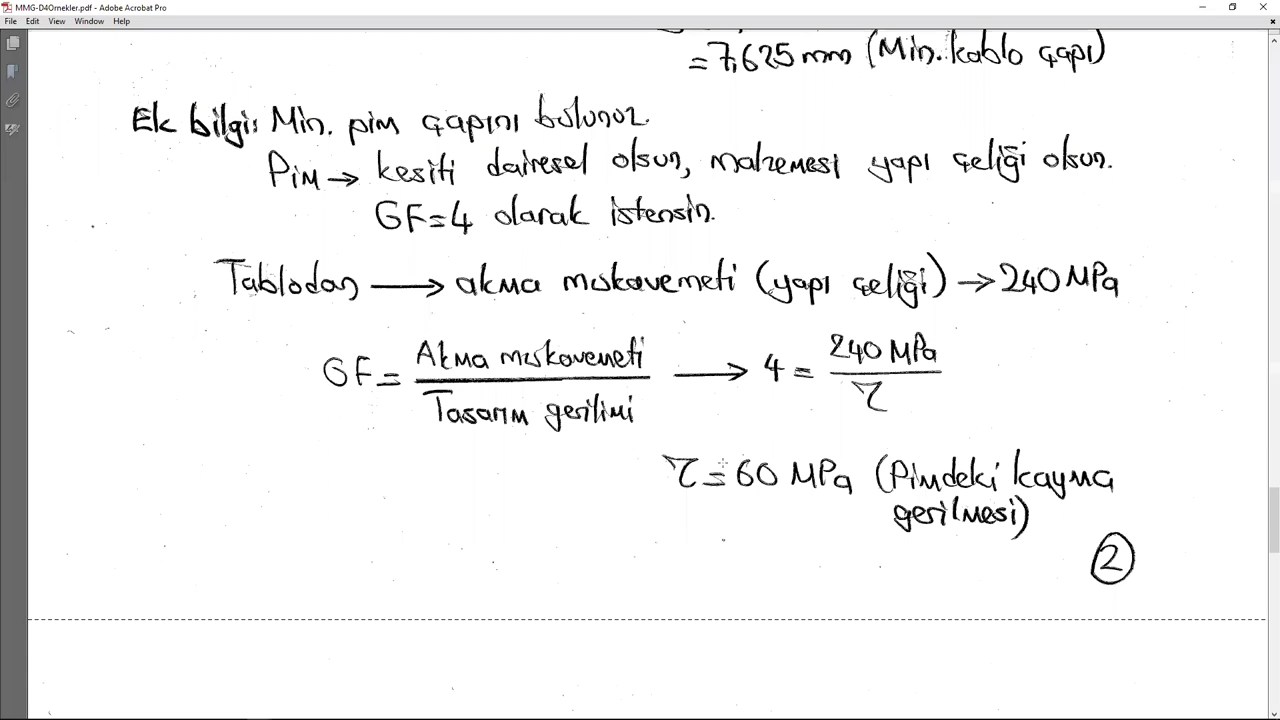 MMG-D4Ornekler.pdf - Adobe Acrobat Pro
File Edit View Window Help
=7,625 mm (Min. kablo çapı)
Ek bilgi: Min. pim çapını bulunuz.
Pim → kesiti dairesel olsun, malzemesi yapı çeliği olsun.
GF=4 olarak istensin.
Tablodan → akma mukavemeti (yapı çeliği) → 240 MPa
GF = Akma mukavemeti / Tasarım gerilimi → 4 = 240 MPa / τ
τ = 60 MPa (Pimdeki kayma
gerilmesi)
2